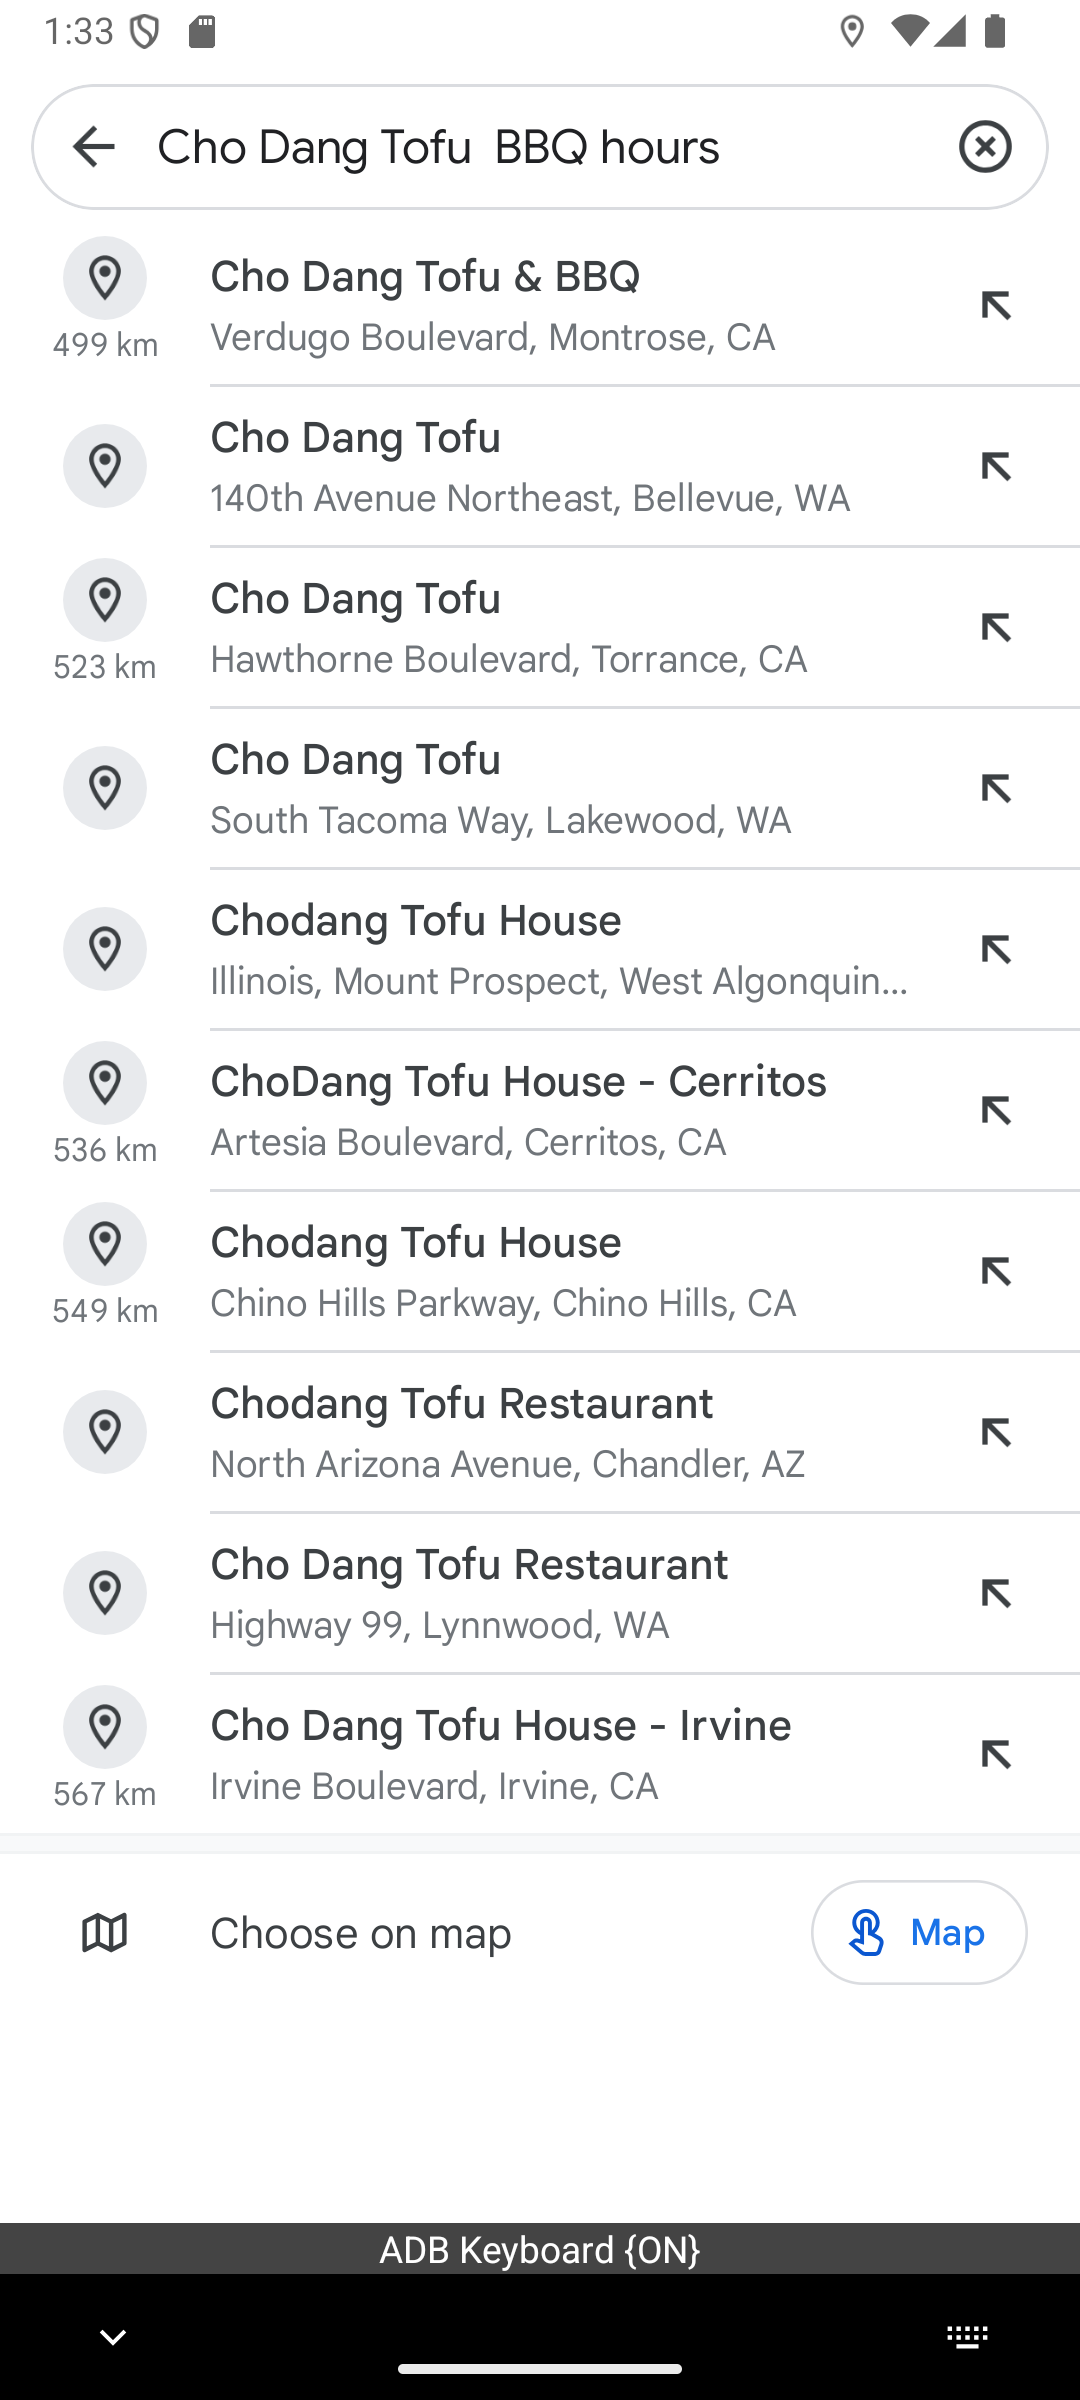 1:33
Cho Dang Tofu  BBQ hours
Cho Dang Tofu & BBQ
499 km
Verdugo Boulevard, Montrose, CA
Cho Dang Tofu
140th Avenue Northeast, Bellevue, WA
Cho Dang Tofu
523 km
Hawthorne Boulevard, Torrance, CA
Cho Dang Tofu
South Tacoma Way, Lakewood, WA
Chodang Tofu House
Illinois, Mount Prospect, West Algonquin...
ChoDang Tofu House - Cerritos
536 km
Artesia Boulevard, Cerritos, CA
Chodang Tofu House
549 km
Chino Hills Parkway, Chino Hills, CA
Chodang Tofu Restaurant
North Arizona Avenue, Chandler, AZ
Cho Dang Tofu Restaurant
Highway 99, Lynnwood, WA
Cho Dang Tofu House - Irvine
567 km
Irvine Boulevard, Irvine, CA
Choose on map
Map
ADB Keyboard {ON}